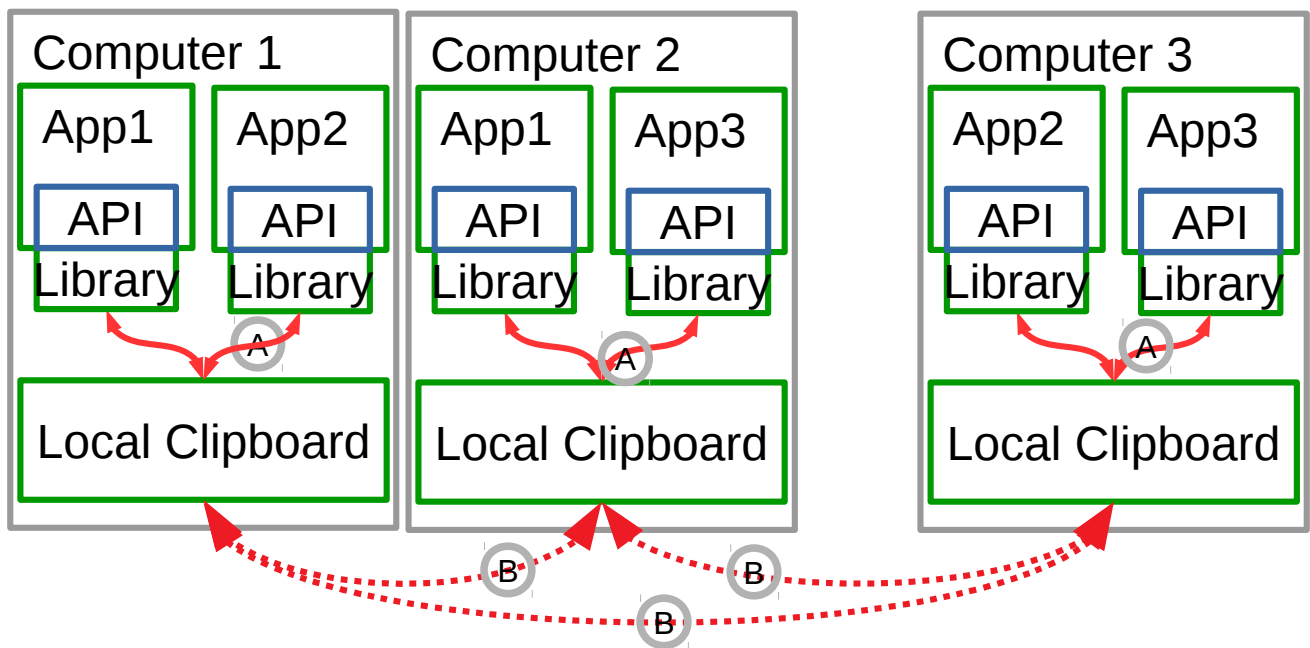 Computer 1
Computer 2
Computer 3
App1
App2
App1
App3
App2
App3
API
API
API
API
API
API
Library
Library
Library
Library
Library
Library
A
A
A
Local Clipboard
Local Clipboard
Local Clipboard
B
B
B